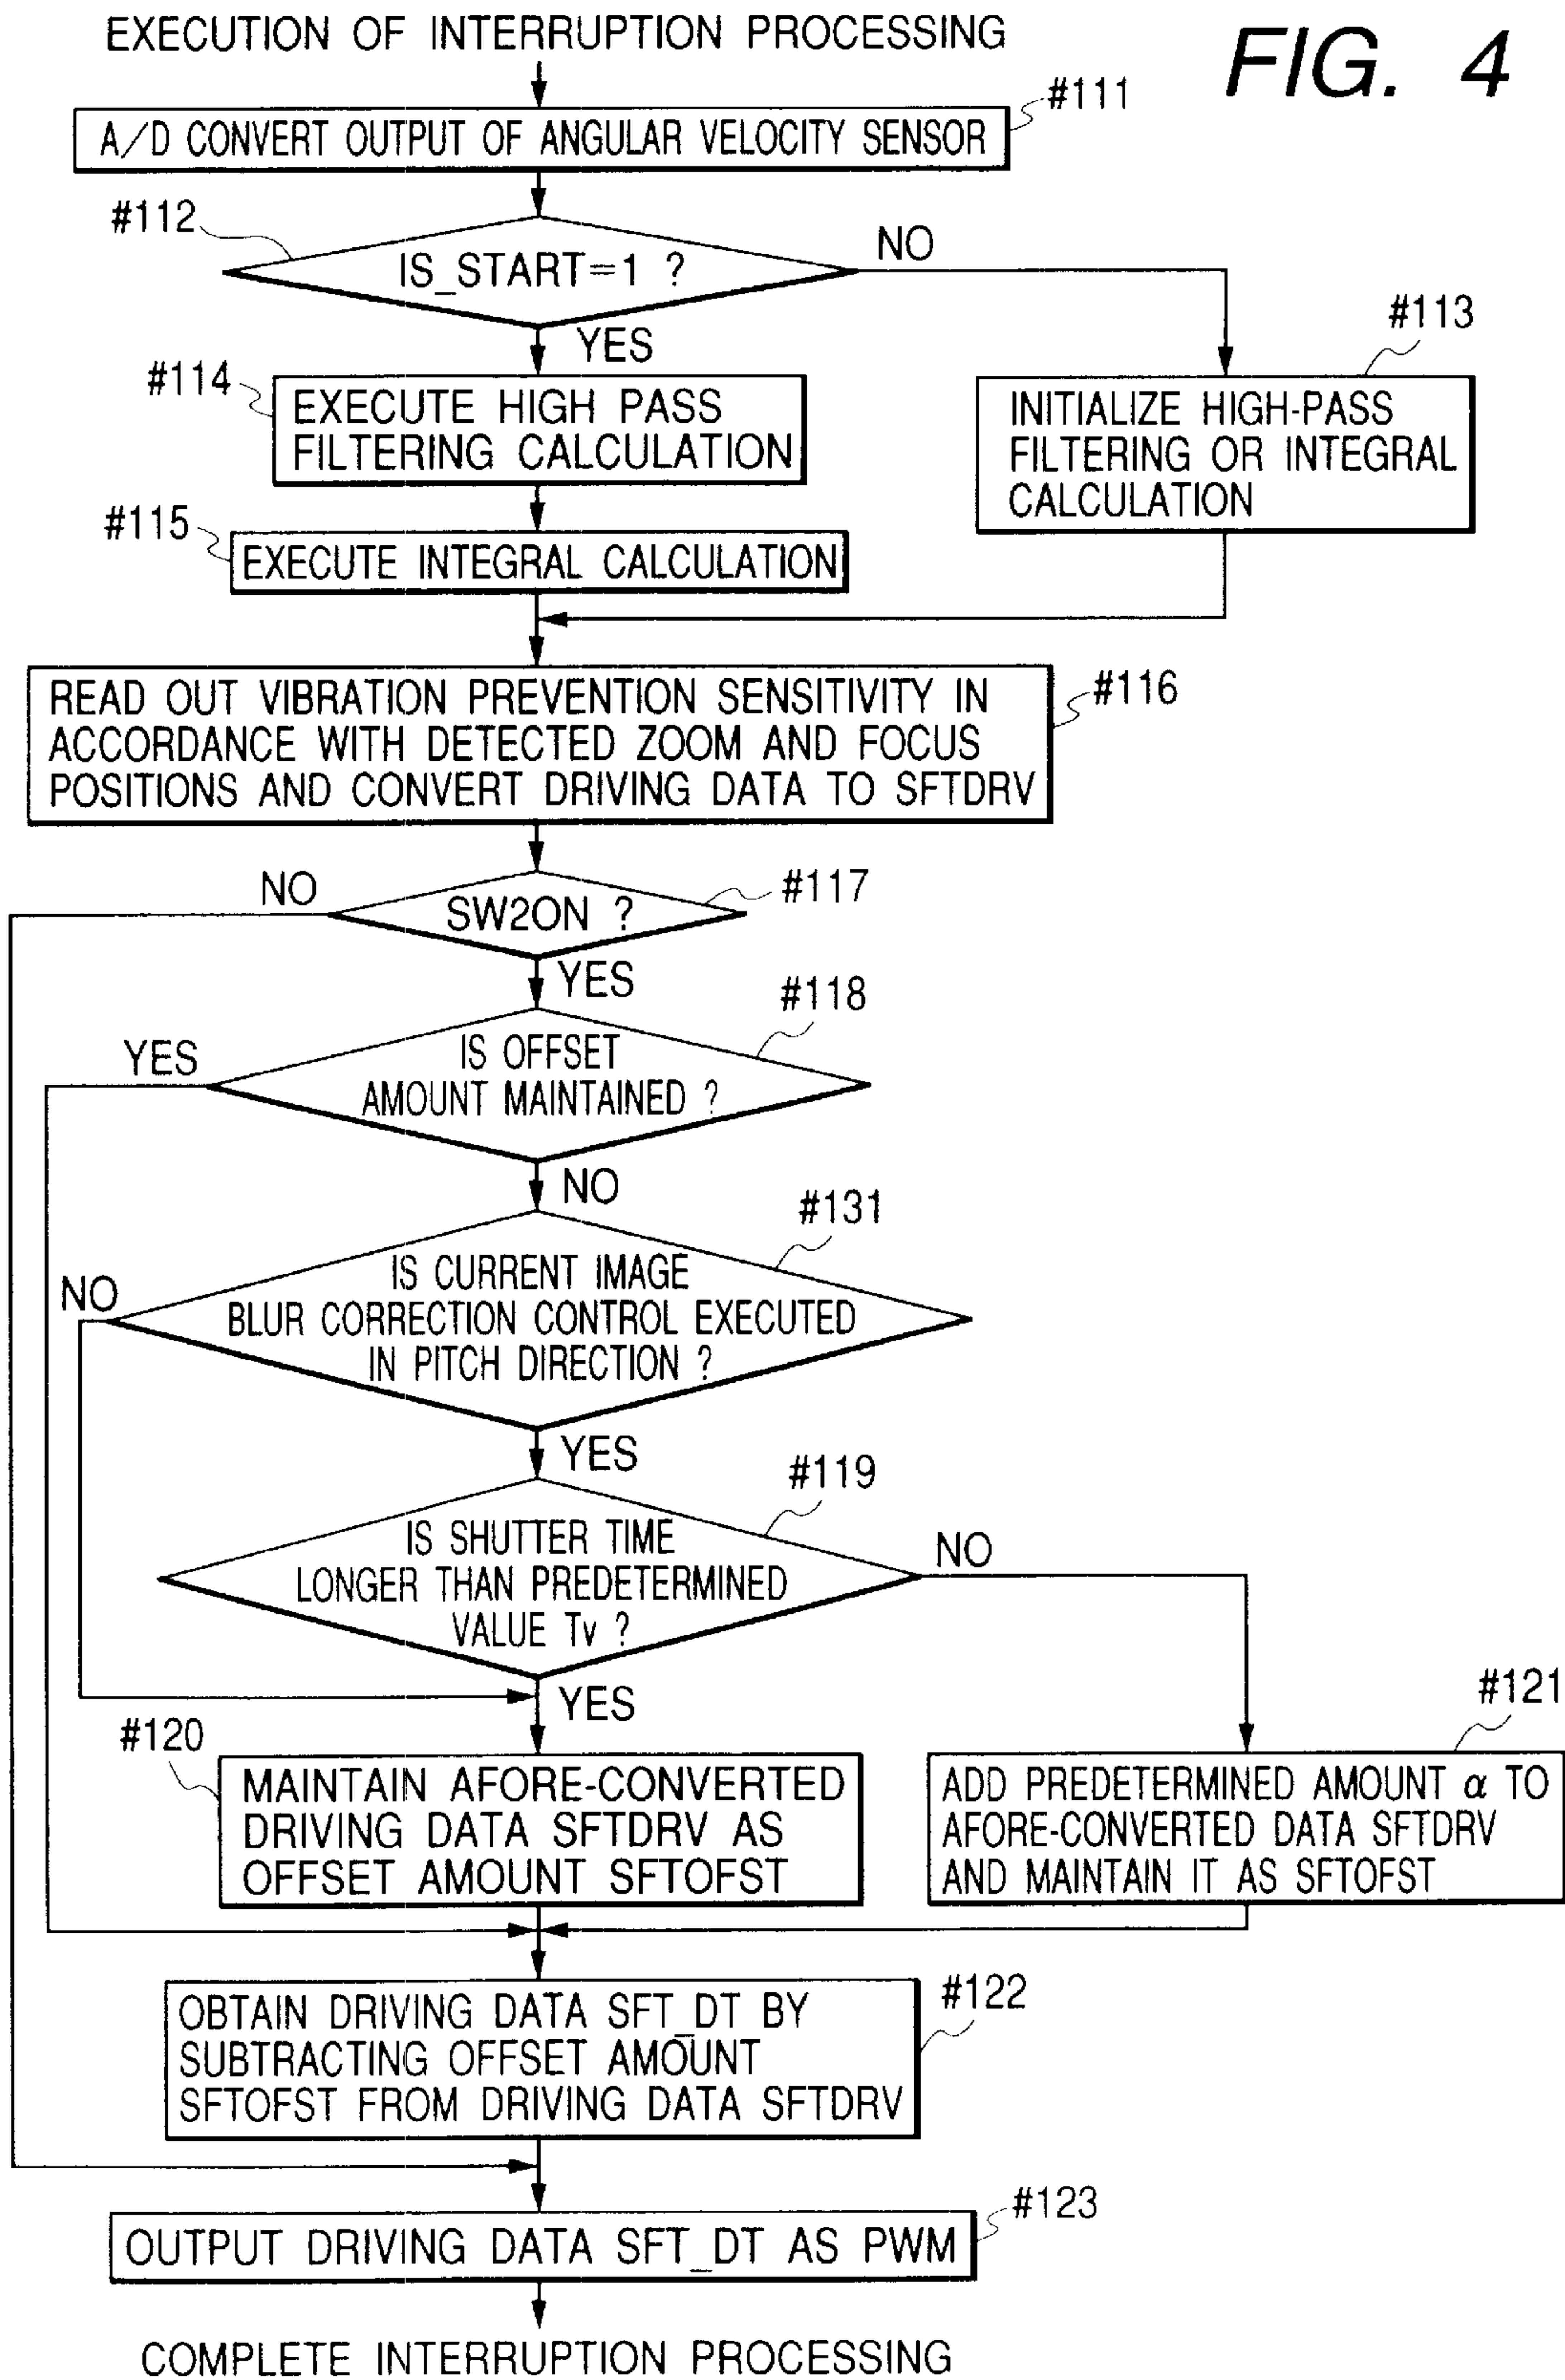 EXECUTION OF INTERRUPTION PROCESSING
FIG. 4
#111
A/D CONVERT OUTPUT OF ANGULAR VELOCITY SENSOR
#112
IS_START=1 ?
NO
YES
#113
#114
EXECUTE HIGH PASS
FILTERING CALCULATION
INITIALIZE HIGH-PASS
FILTERING OR INTEGRAL
CALCULATION
#115
EXECUTE INTEGRAL CALCULATION
#116
READ OUT VIBRATION PREVENTION SENSITIVITY IN
ACCORDANCE WITH DETECTED ZOOM AND FOCUS
POSITIONS AND CONVERT DRIVING DATA TO SFTDRV
NO
#117
SW2ON ?
YES
#118
YES
IS OFFSET
AMOUNT MAINTAINED ?
NO
#131
NO
IS CURRENT IMAGE
BLUR CORRECTION CONTROL EXECUTED
IN PITCH DIRECTION ?
YES
#119
IS SHUTTER TIME
LONGER THAN PREDETERMINED
VALUE Tv ?
NO
YES
#120
#121
MAINTAIN AFORE-CONVERTED
DRIVING DATA SFTDRV AS
OFFSET AMOUNT SFTOFST
ADD PREDETERMINED AMOUNT α TO
AFORE-CONVERTED DATA SFTDRV
AND MAINTAIN IT AS SFTOFST
#122
OBTAIN DRIVING DATA SFT_DT BY
SUBTRACTING OFFSET AMOUNT
SFTOFST FROM DRIVING DATA SFTDRV
#123
OUTPUT DRIVING DATA SFT_DT AS PWM
COMPLETE INTERRUPTION PROCESSING